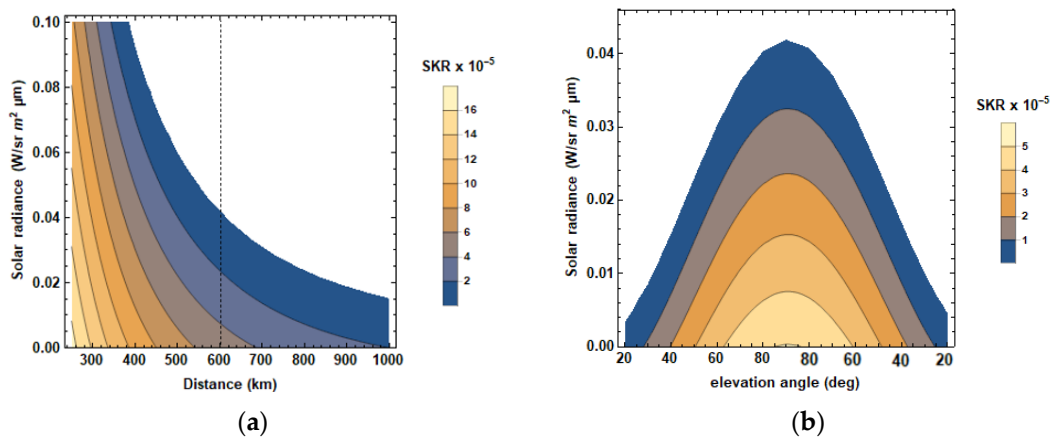 0.10
0.08
0.06
0.04
0.02
0.00
Solar radiance (W/sr m² μm)
300 400 500 600 700 800 900 1000
Distance (km)
SKR x 10⁻⁵
16
14
12
10
8
6
4
2
(a)
0.04
0.03
0.02
0.01
0.00
Solar radiance (W/sr m² μm)
20 40 60 80 80 60 40 20
elevation angle (deg)
SKR x 10⁻⁵
5
4
3
2
1
(b)